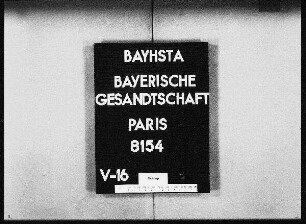 BAYHSTA
BAYERISCHE
GESANDTSCHAFT
PARIS
8154
V-16